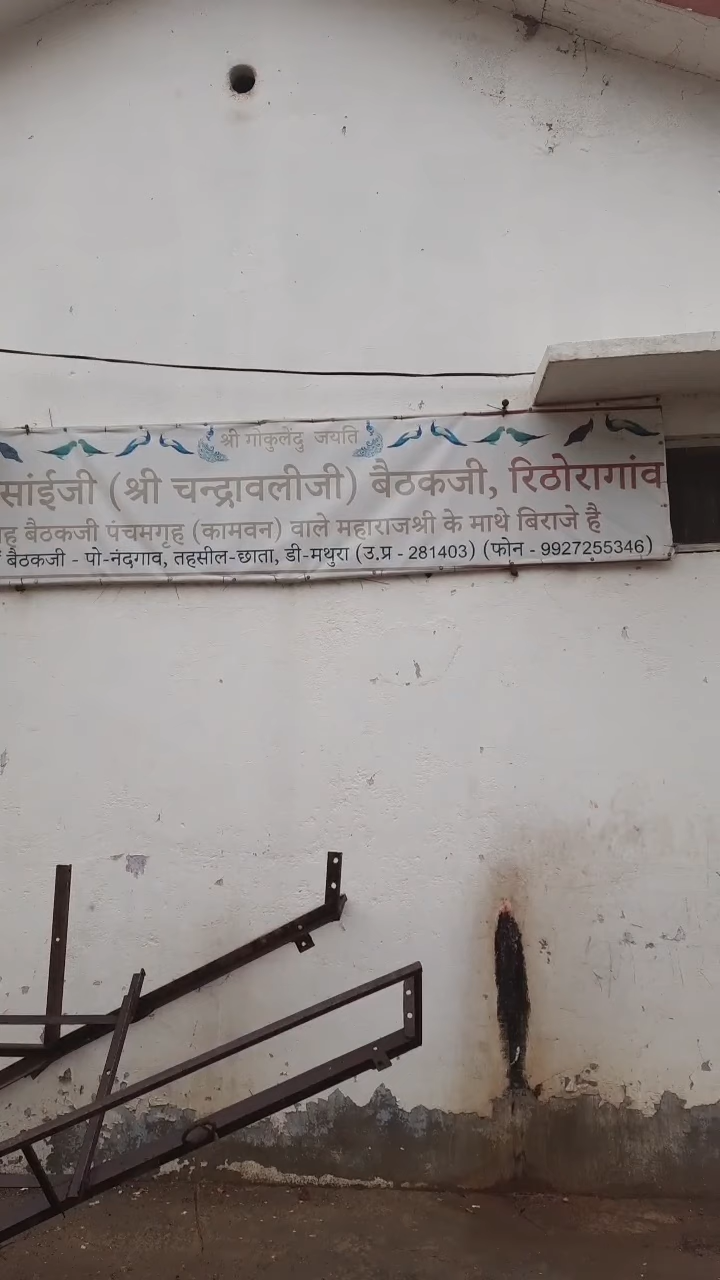 श्री गोकुलेंदु जयति
सांईजी (श्री चन्द्रावलीजी) बैठकजी, रिठोरागांव
बैठकजी पंचमगृह (कामवन) वाले महाराजश्री के माथे बिराजे है
बैठकजी - पो-नंदगाव, तहसील-छाता, डी-मथुरा (उ.प्र - 281403) (फोन - 9927255346)